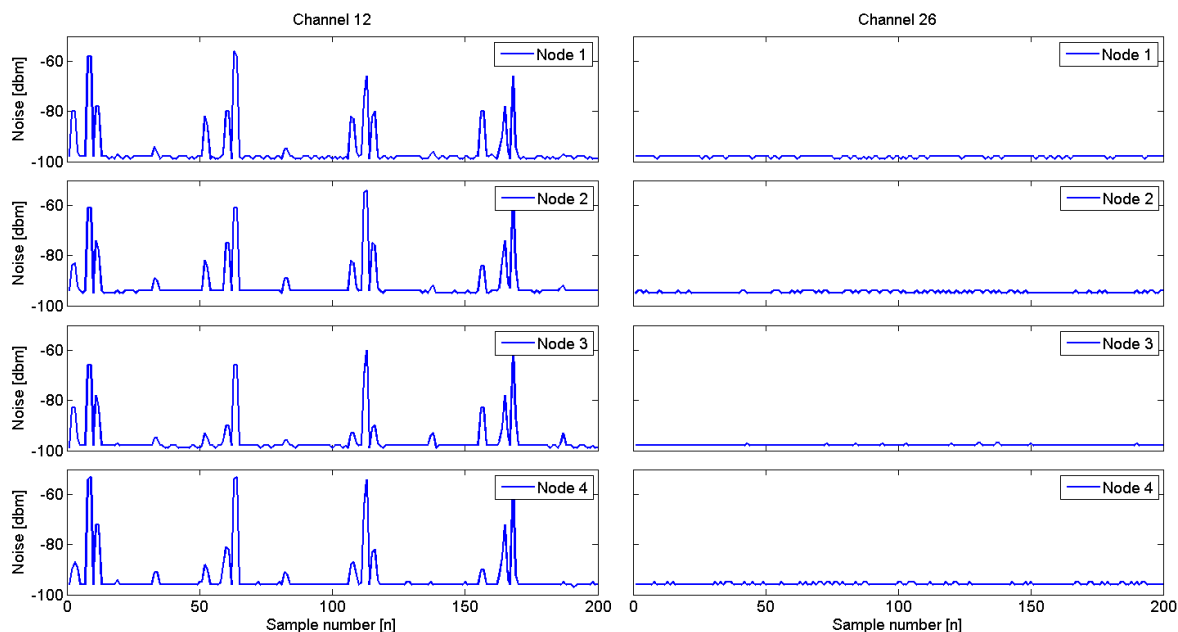 Channel 12
Channel 26
Noise [dbm]
-60
-80
-100
Node 1
Node 1
Noise [dbm]
-60
-80
-100
Node 2
Node 2
Noise [dbm]
-60
-80
-100
Node 3
Node 3
Noise [dbm]
-60
-80
-100
Node 4
Node 4
0 50 100 150 200
0 50 100 150 200
Sample number [n]
Sample number [n]